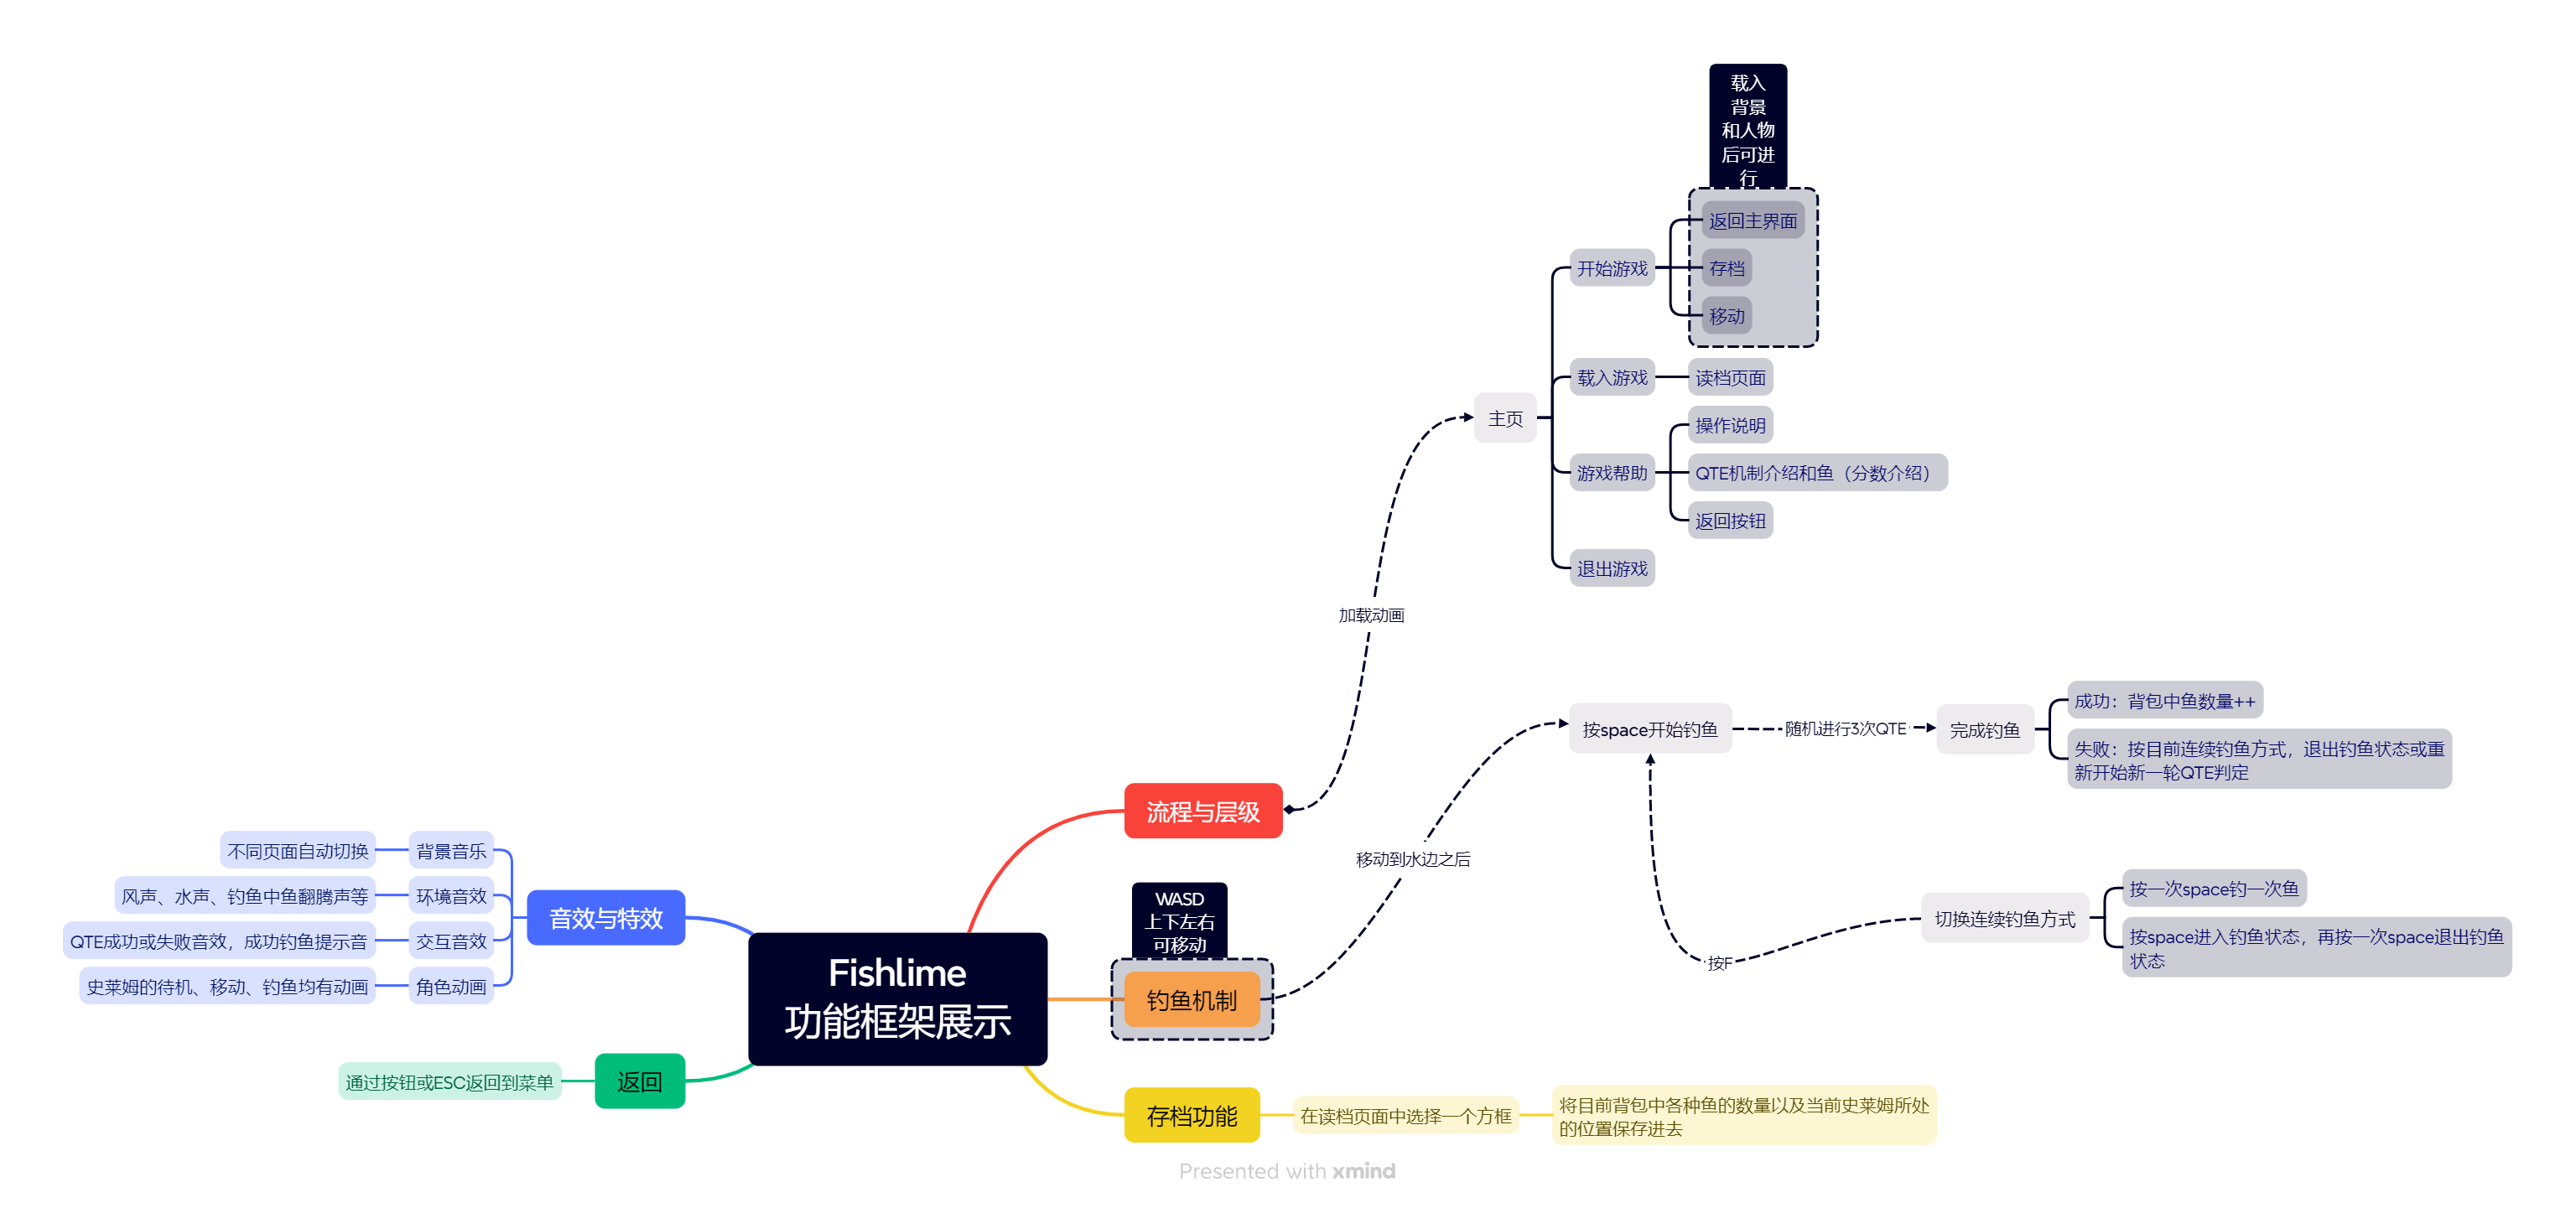 Fishlime
功能框架展示
流程与层级
加载动画
主页
开始游戏
载入
背景
和人物
后可进
行
返回主界面
存档
移动
载入游戏
读档页面
游戏帮助
操作说明
QTE机制介绍和鱼（分数介绍）
返回按钮
退出游戏
WASD
上下左右
可移动
钓鱼机制
移动到水边之后
按space开始钓鱼
随机进行3次QTE
完成钓鱼
成功：背包中鱼数量++
失败：按目前连续钓鱼方式，退出钓鱼状态或重
新开始新一轮QTE判定
按F
切换连续钓鱼方式
按一次space钓一次鱼
按space进入钓鱼状态，再按一次space退出钓鱼
状态
存档功能
在读档页面中选择一个方框
将目前背包中各种鱼的数量以及当前史莱姆所处
的位置保存进去
音效与特效
背景音乐
不同页面自动切换
环境音效
风声、水声、钓鱼中鱼翻腾声等
交互音效
QTE成功或失败音效，成功钓鱼提示音
角色动画
史莱姆的待机、移动、钓鱼均有动画
返回
通过按钮或ESC返回到菜单
Presented with xmind